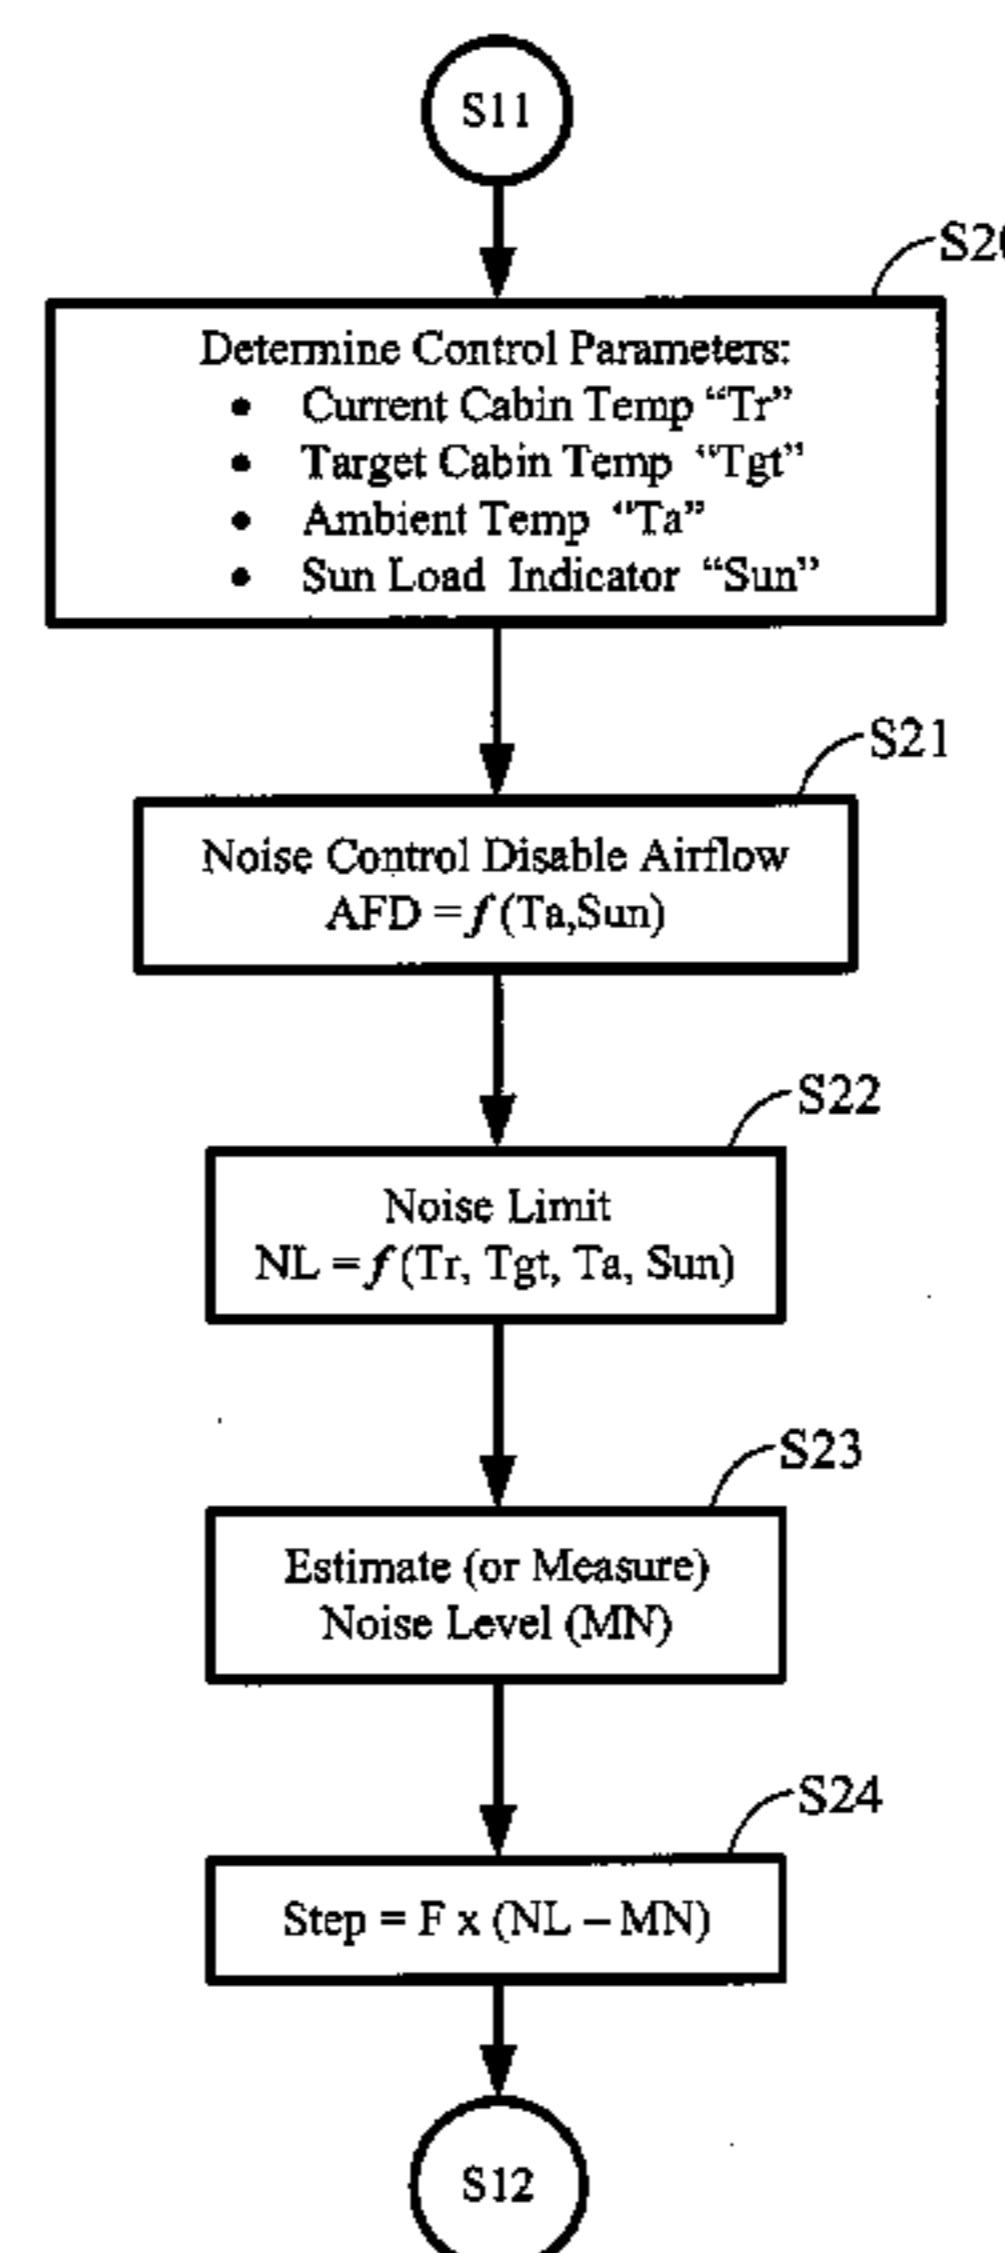 S11
S20
Determine Control Parameters:
• Current Cabin Temp “Tr”
• Target Cabin Temp “Tgt”
• Ambient Temp “Ta”
• Sun Load Indicator “Sun”
S21
Noise Control Disable Airflow
AFD = f (Ta,Sun)
S22
Noise Limit
NL = f (Tr, Tgt, Ta, Sun)
S23
Estimate (or Measure)
Noise Level (MN)
S24
Step = F x (NL – MN)
S12